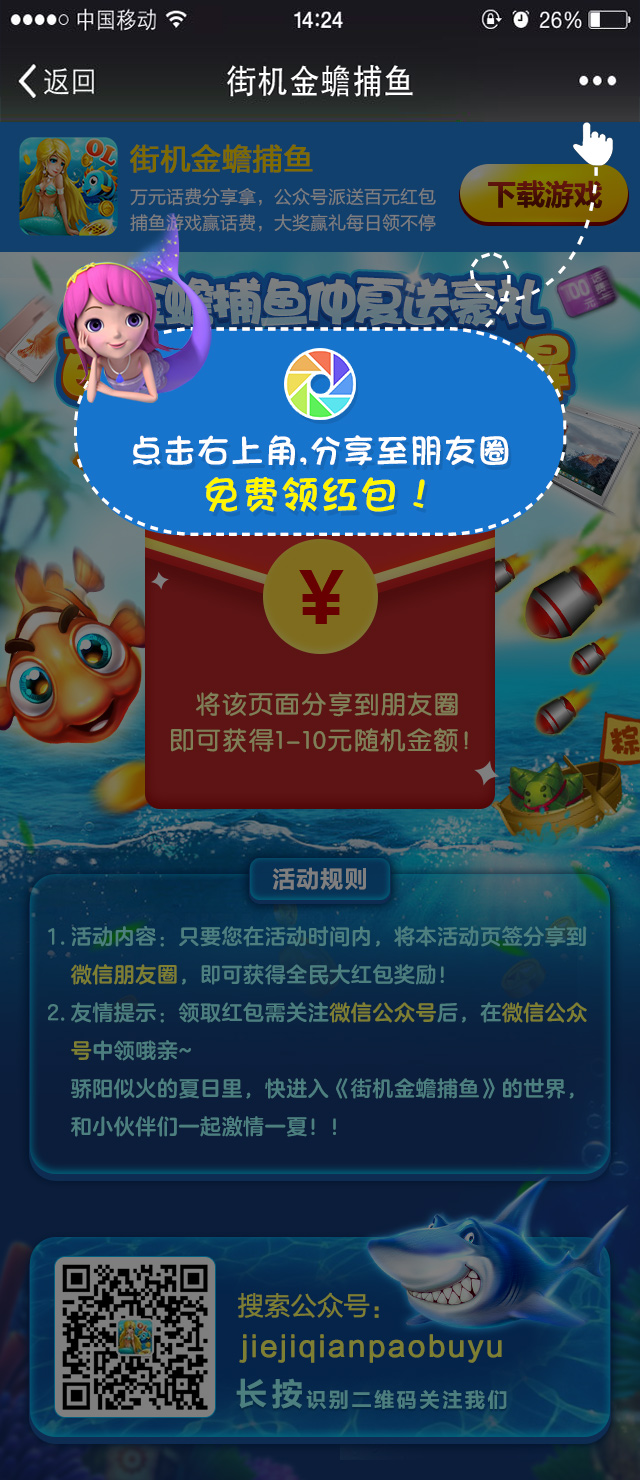 中国移动 14:24 26%
返回 街机金蟾捕鱼
OL
街机金蟾捕鱼
万元话费分享拿，公众号派送百元红包
捕鱼游戏赢话费，大奖赢礼每日领不停
下载游戏
金蟾捕鱼仲夏送豪礼
点击右上角,分享至朋友圈
免费领红包！
¥
将该页面分享到朋友圈
即可获得1-10元随机金额！
粽
活动规则
1. 活动内容：只要您在活动时间内，将本活动页签分享到
微信朋友圈，即可获得全民大红包奖励！
2. 友情提示：领取红包需关注微信公众号后，在微信公众
号中领哦亲~
骄阳似火的夏日里，快进入《街机金蟾捕鱼》的世界，
和小伙伴们一起激情一夏！！
搜索公众号：
jiejiqianpaobuyu
长按识别二维码关注我们